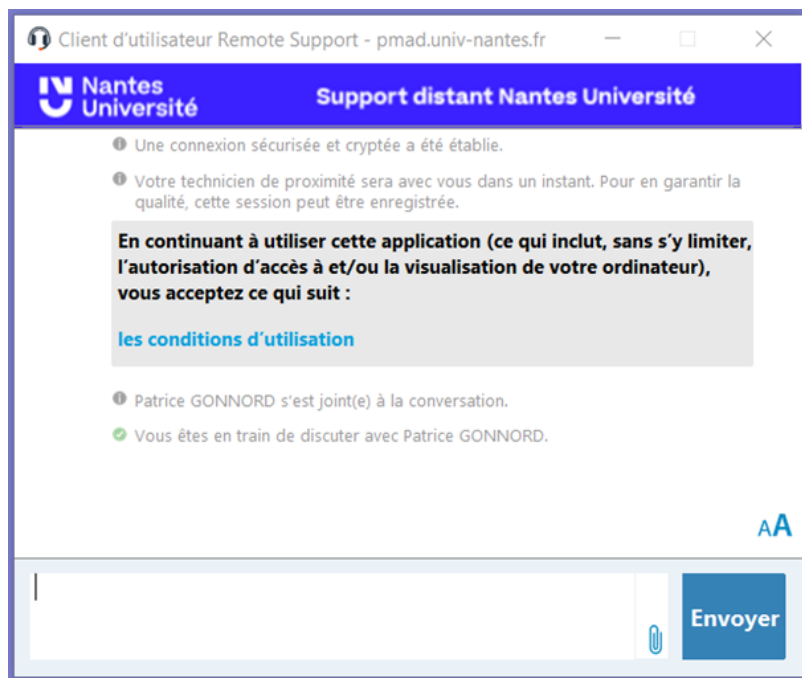 Client d'utilisateur Remote Support - pmad.univ-nantes.fr
Nantes
Université
Support distant Nantes Université
Une connexion sécurisée et cryptée a été établie.
Votre technicien de proximité sera avec vous dans un instant. Pour en garantir la
qualité, cette session peut être enregistrée.
En continuant à utiliser cette application (ce qui inclut, sans s'y limiter,
l'autorisation d'accès à et/ou la visualisation de votre ordinateur),
vous acceptez ce qui suit :
les conditions d'utilisation
Patrice GONNORD s'est joint(e) à la conversation.
Vous êtes en train de discuter avec Patrice GONNORD.
AA
Envoyer